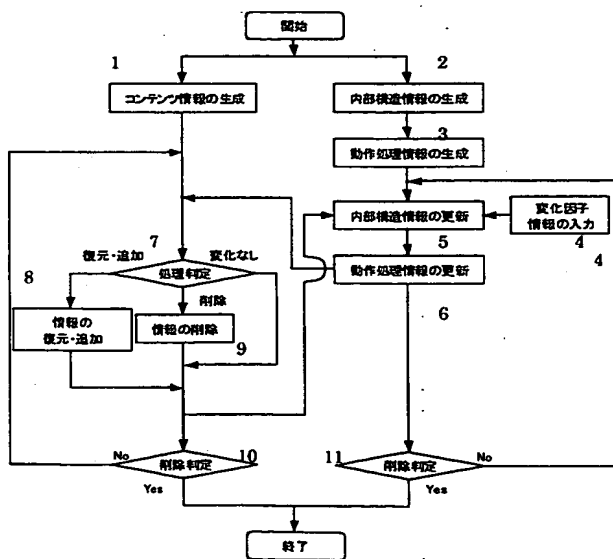 開始
1
2
コンテンツ情報の生成
内部構造情報の生成
3
動作処理情報の生成
内部構造情報の更新
変化因子
情報の入力
4
4
5
7
復元・追加
変化なし
処理判定
動作処理情報の更新
8
削除
6
情報の
復元・追加
情報の削除
9
No
削除判定
10
11
削除判定
No
Yes
Yes
終了